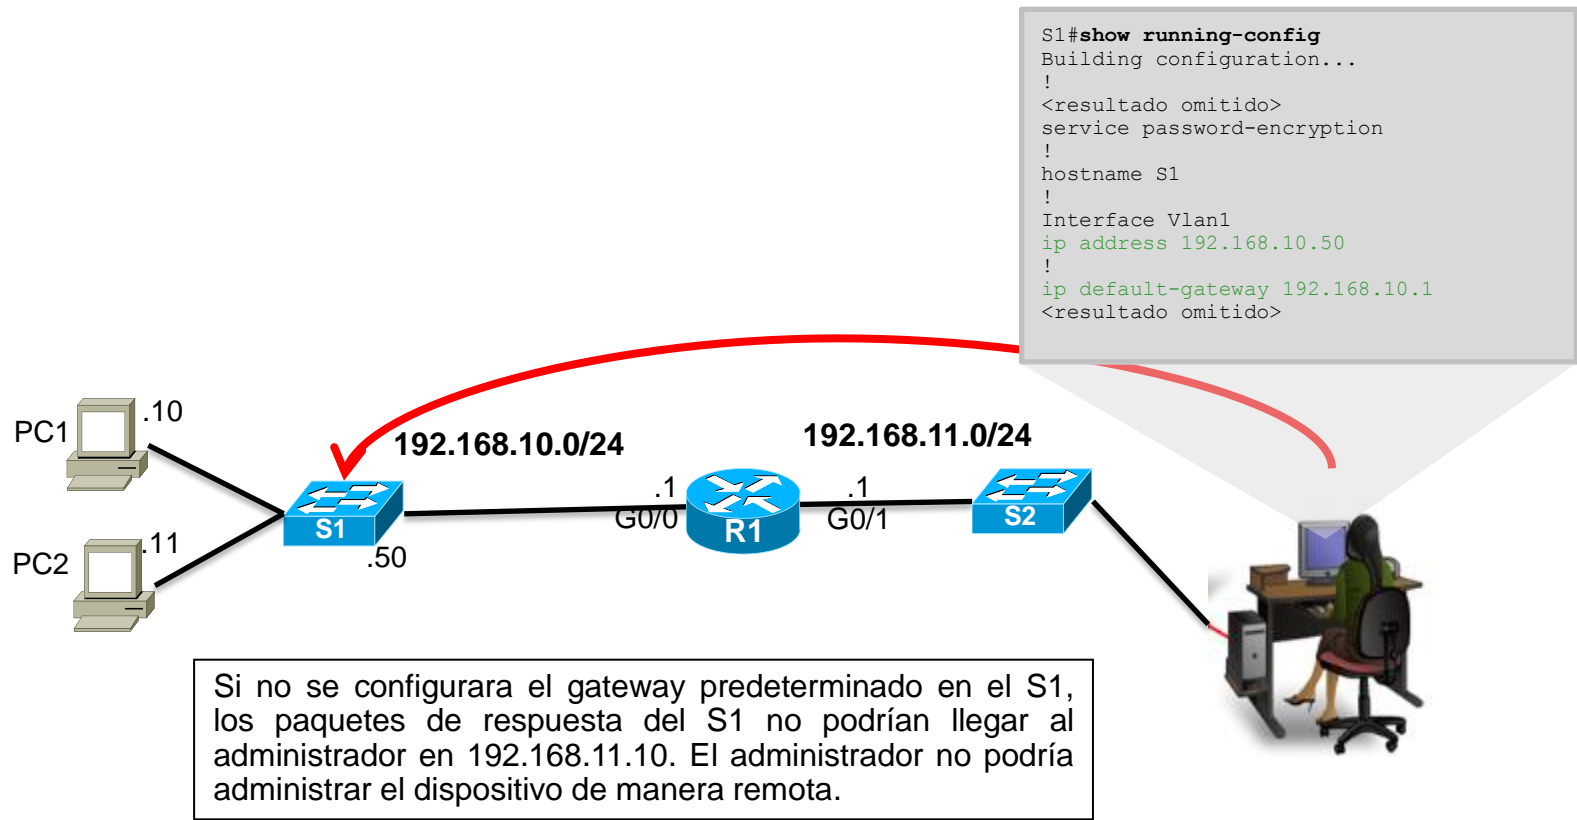 S1#show running-config
Building configuration...
!
<resultado omitido>
service password-encryption
!
hostname S1
!
Interface Vlan1
ip address 192.168.10.50
!
ip default-gateway 192.168.10.1
<resultado omitido>
PC1
.10
192.168.10.0/24
192.168.11.0/24
.1
G0/0
R1
.1
G0/1
S1
.50
S2
PC2
.11
Si no se configurara el gateway predeterminado en el S1,
los paquetes de respuesta del S1 no podrían llegar al
administrador en 192.168.11.10. El administrador no podría
administrar el dispositivo de manera remota.